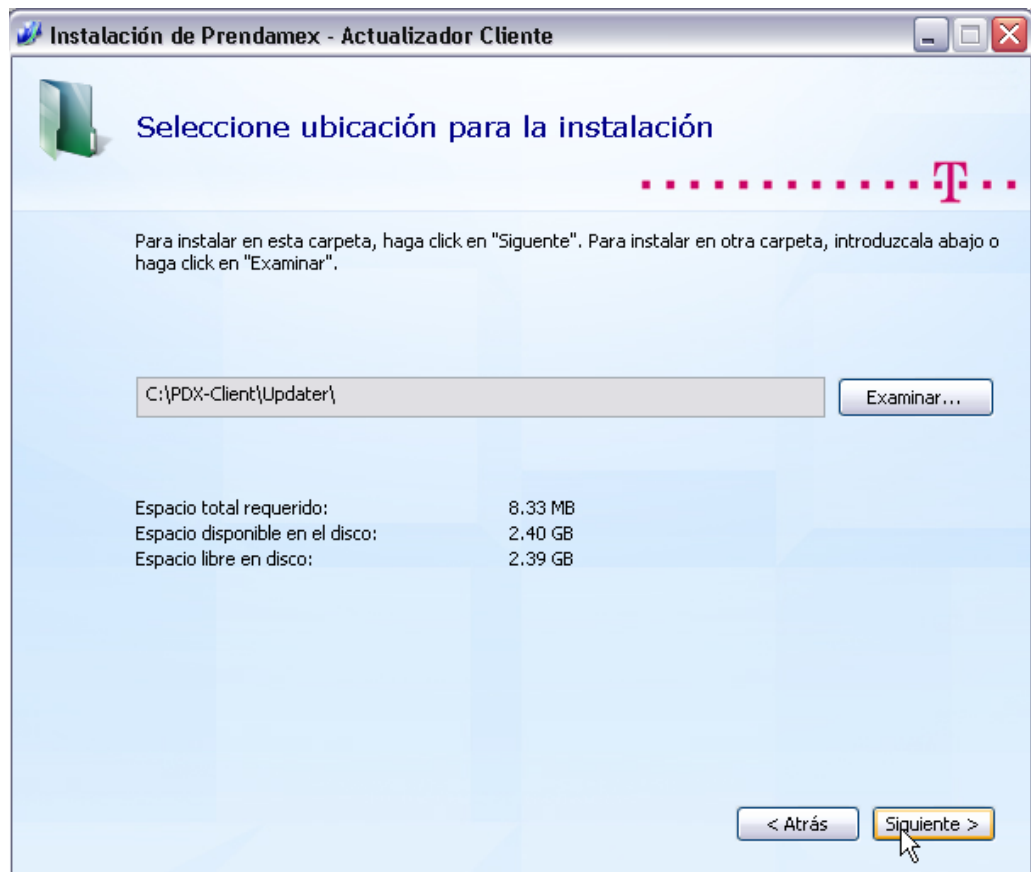 Instalación de Prendamex - Actualizador Cliente
Seleccione ubicación para la instalación
T
Para instalar en esta carpeta, haga click en "Siguente". Para instalar en otra carpeta, introduzcala abajo o
haga click en "Examinar".
C:\PDX-Client\Updater\
Examinar...
Espacio total requerido: 8.33 MB
Espacio disponible en el disco: 2.40 GB
Espacio libre en disco: 2.39 GB
< Atrás
Siguiente >